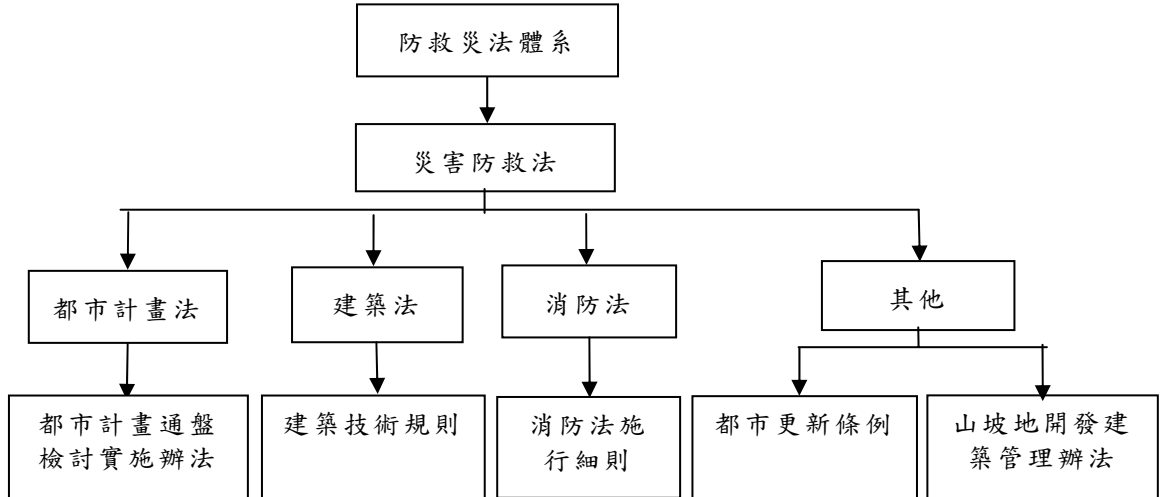 防救災法體系
災害防救法
都市計畫法
建築法
消防法
其他
都市計畫通盤
檢討實施辦法
建築技術規則
消防法施
行細則
都市更新條例
山坡地開發建
築管理辦法